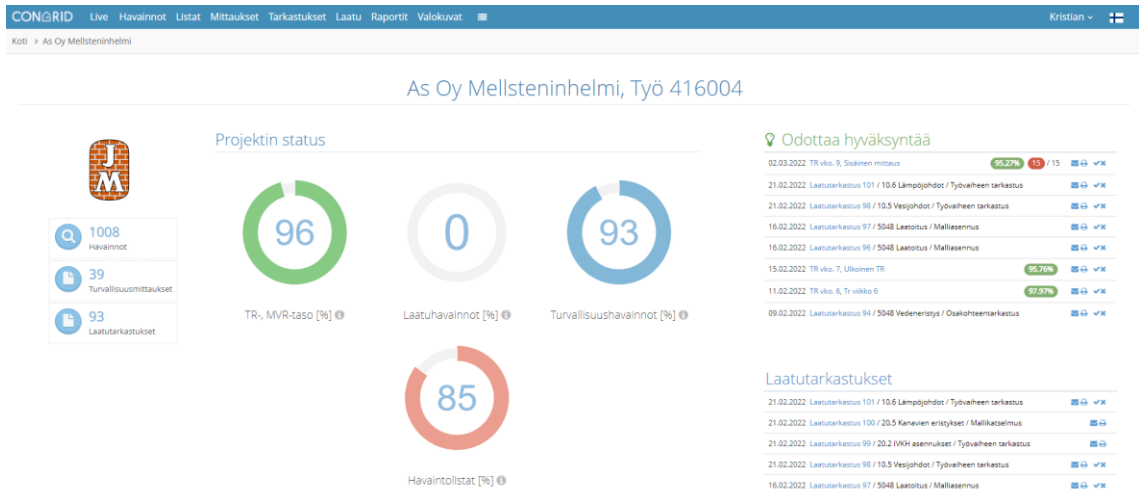 CONGRID Live Havainnot Listat Mittaukset Tarkastukset Laatu Raportit Valokuvat Kristian
Koti > As Oy Mellsteninhelmi
As Oy Mellsteninhelmi, Työ 416004
JM
1008
Havainnot
39
Turvallisuusmittaukset
93
Laatutarkastukset
Projektin status
96
TR-, MVR-taso [%]
0
Laatuhavainnot [%]
93
Turvallisuushavainnot [%]
85
Havaintolistat [%]
Odottaa hyväksyntää
02.03.2022 TR vko. 9, Sisäinen mittaus 95.27% 15 / 15
21.02.2022 Laatutarkastus 101 / 10.6 Lämpöjohdot / Työvaiheen tarkastus
21.02.2022 Laatutarkastus 98 / 10.5 Vesijohdot / Työvaiheen tarkastus
16.02.2022 Laatutarkastus 97 / 5048 Laatoitus / Malliasennus
16.02.2022 Laatutarkastus 96 / 5048 Laatoitus / Malliasennus
15.02.2022 TR vko. 7, Ulkoinen TR 95.76%
11.02.2022 TR vko. 6, Tr viikko 6 97.97%
09.02.2022 Laatutarkastus 94 / 5048 Vedeneristys / Osakohteentarkastus
Laatutarkastukset
21.02.2022 Laatutarkastus 101 / 10.6 Lämpöjohdot / Työvaiheen tarkastus
21.02.2022 Laatutarkastus 100 / 20.5 Kanavien eristykset / Mallikatselmus
21.02.2022 Laatutarkastus 99 / 20.2 IVKH asennukset / Työvaiheen tarkastus
21.02.2022 Laatutarkastus 98 / 10.5 Vesijohdot / Työvaiheen tarkastus
16.02.2022 Laatutarkastus 97 / 5048 Laatoitus / Malliasennus